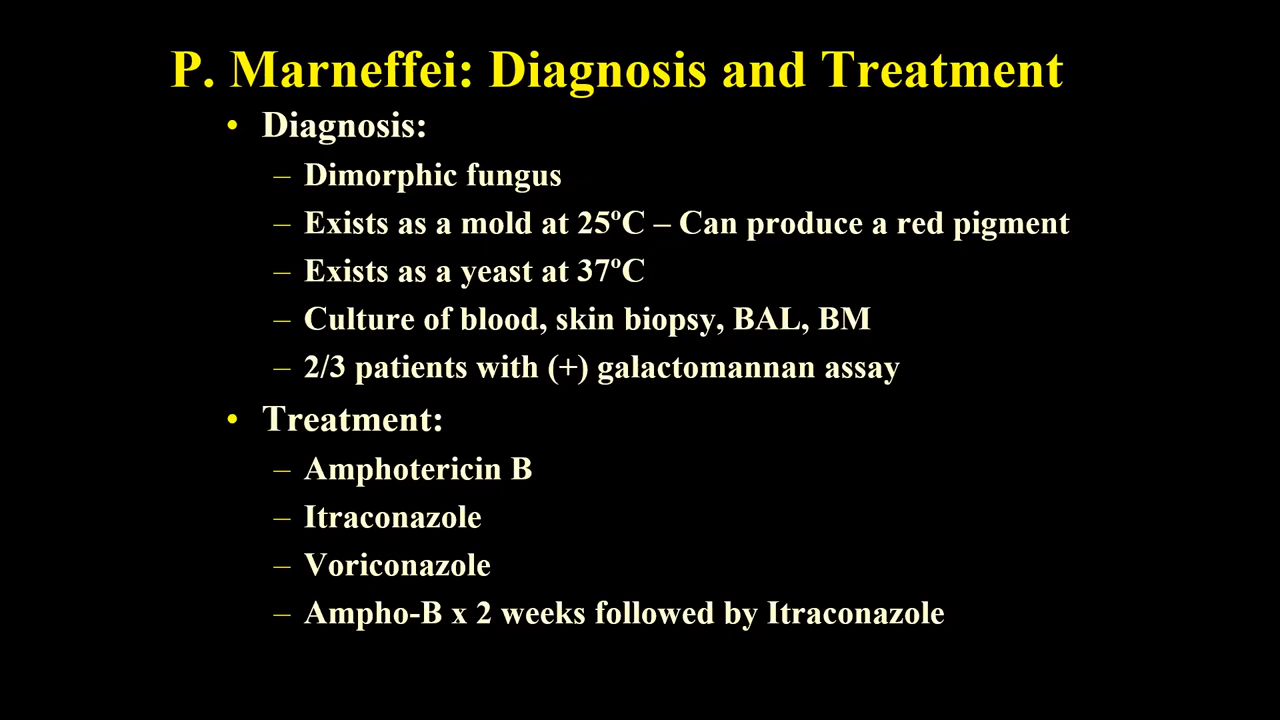 P. Marneffei: Diagnosis and Treatment
• Diagnosis:
– Dimorphic fungus
– Exists as a mold at 25ºC – Can produce a red pigment
– Exists as a yeast at 37ºC
– Culture of blood, skin biopsy, BAL, BM
– 2/3 patients with (+) galactomannan assay
• Treatment:
– Amphotericin B
– Itraconazole
– Voriconazole
– Ampho-B x 2 weeks followed by Itraconazole